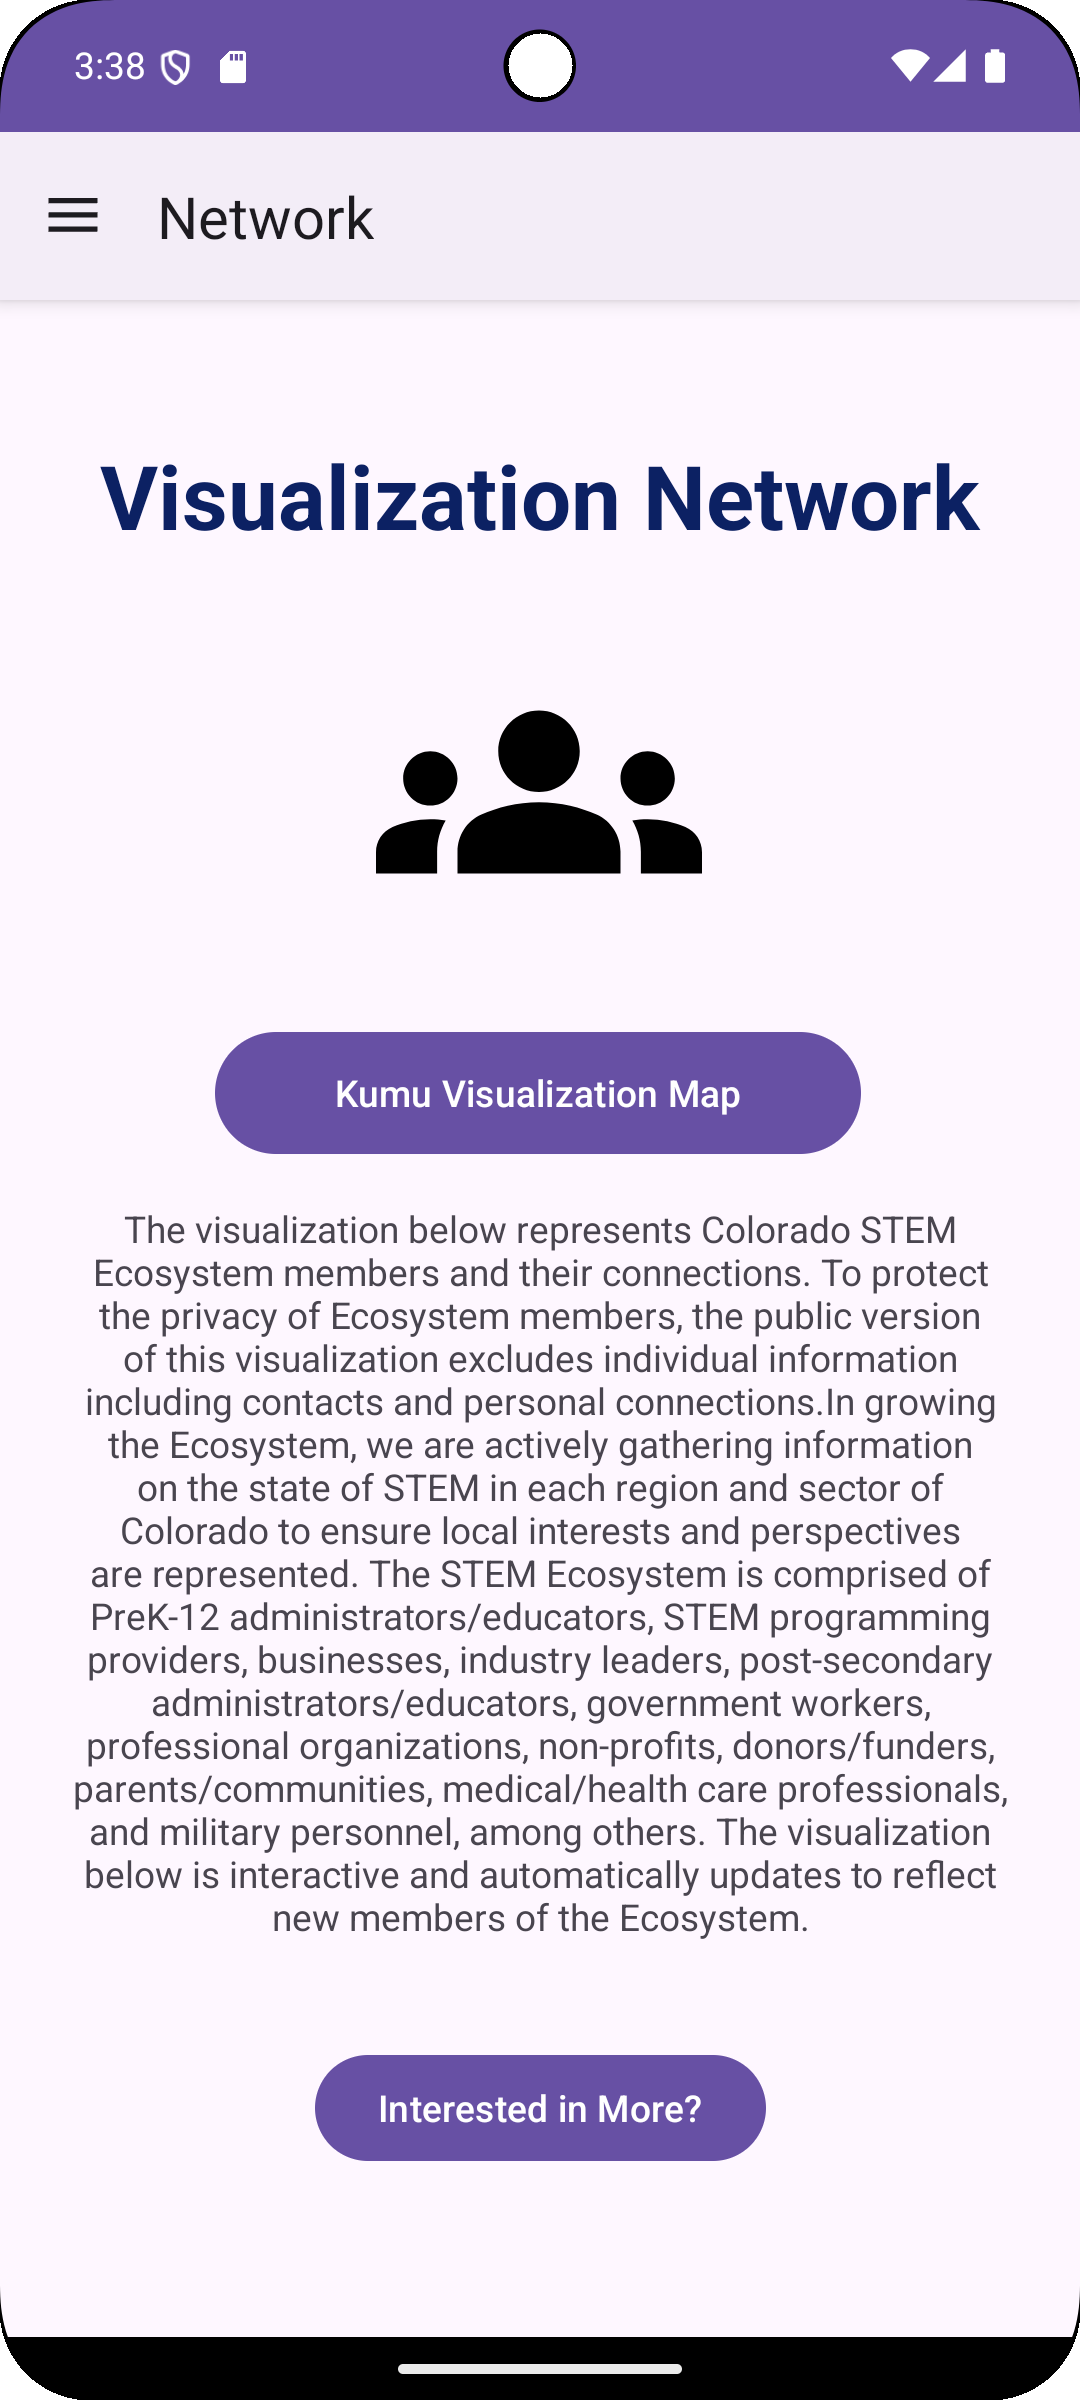 3:38
Network
Visualization Network
Kumu Visualization Map
The visualization below represents Colorado STEM
Ecosystem members and their connections. To protect
the privacy of Ecosystem members, the public version
of this visualization excludes individual information
including contacts and personal connections.In growing
the Ecosystem, we are actively gathering information
on the state of STEM in each region and sector of
Colorado to ensure local interests and perspectives
are represented. The STEM Ecosystem is comprised of
PreK-12 administrators/educators, STEM programming
providers, businesses, industry leaders, post-secondary
administrators/educators, government workers,
professional organizations, non-profits, donors/funders,
parents/communities, medical/health care professionals,
and military personnel, among others. The visualization
below is interactive and automatically updates to reflect
new members of the Ecosystem.
Interested in More?